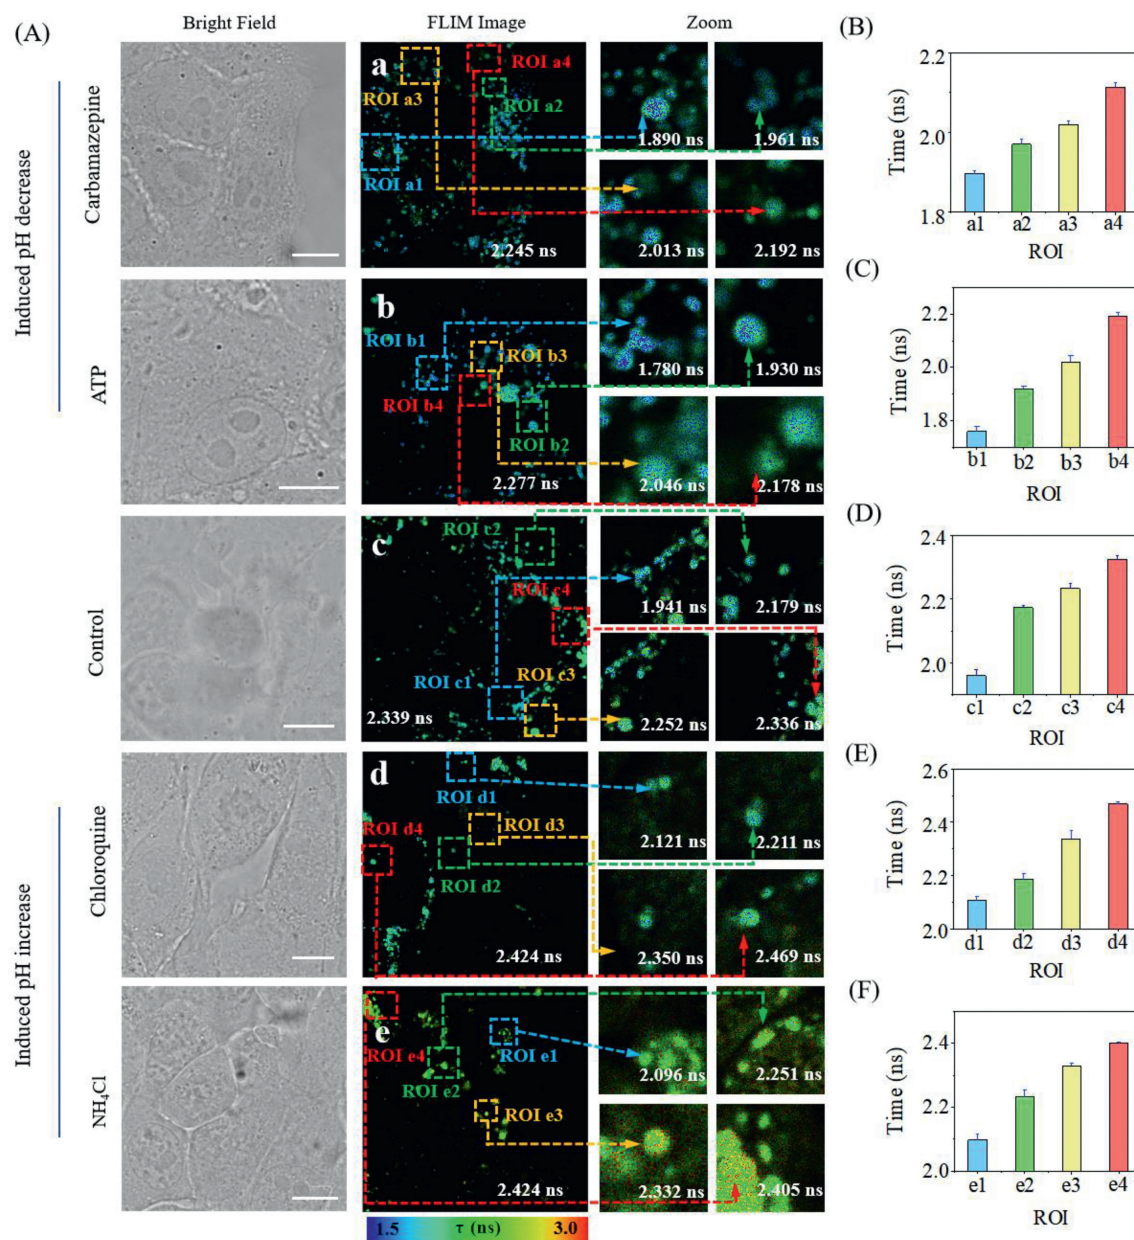 (A)
Bright Field
FLIM Image
Zoom
Induced pH decrease
Carbamazepine
a
ROI a4
ROI a3
ROI a2
ROI a1
2.245 ns
1.890 ns
1.961 ns
2.013 ns
2.192 ns
ATP
b
ROI b1
ROI b3
ROI b4
ROI b2
2.277 ns
1.780 ns
1.930 ns
2.046 ns
2.178 ns
Control
c
ROI c2
ROI c4
ROI c1
ROI c3
2.339 ns
1.941 ns
2.179 ns
2.252 ns
2.336 ns
Induced pH increase
Chloroquine
d
ROI d1
ROI d4
ROI d3
ROI d2
2.424 ns
2.121 ns
2.211 ns
2.350 ns
2.469 ns
NH₄Cl
e
ROI e4
ROI e1
ROI e2
ROI e3
2.424 ns
2.096 ns
2.251 ns
2.332 ns
2.405 ns
1.5 τ (ns) 3.0
(B)
Time (ns)
2.2
2.0
1.8
a1 a2 a3 a4
ROI
(C)
Time (ns)
2.2
2.0
1.8
b1 b2 b3 b4
ROI
(D)
Time (ns)
2.4
2.2
2.0
c1 c2 c3 c4
ROI
(E)
Time (ns)
2.6
2.4
2.2
2.0
d1 d2 d3 d4
ROI
(F)
Time (ns)
2.4
2.2
2.0
e1 e2 e3 e4
ROI